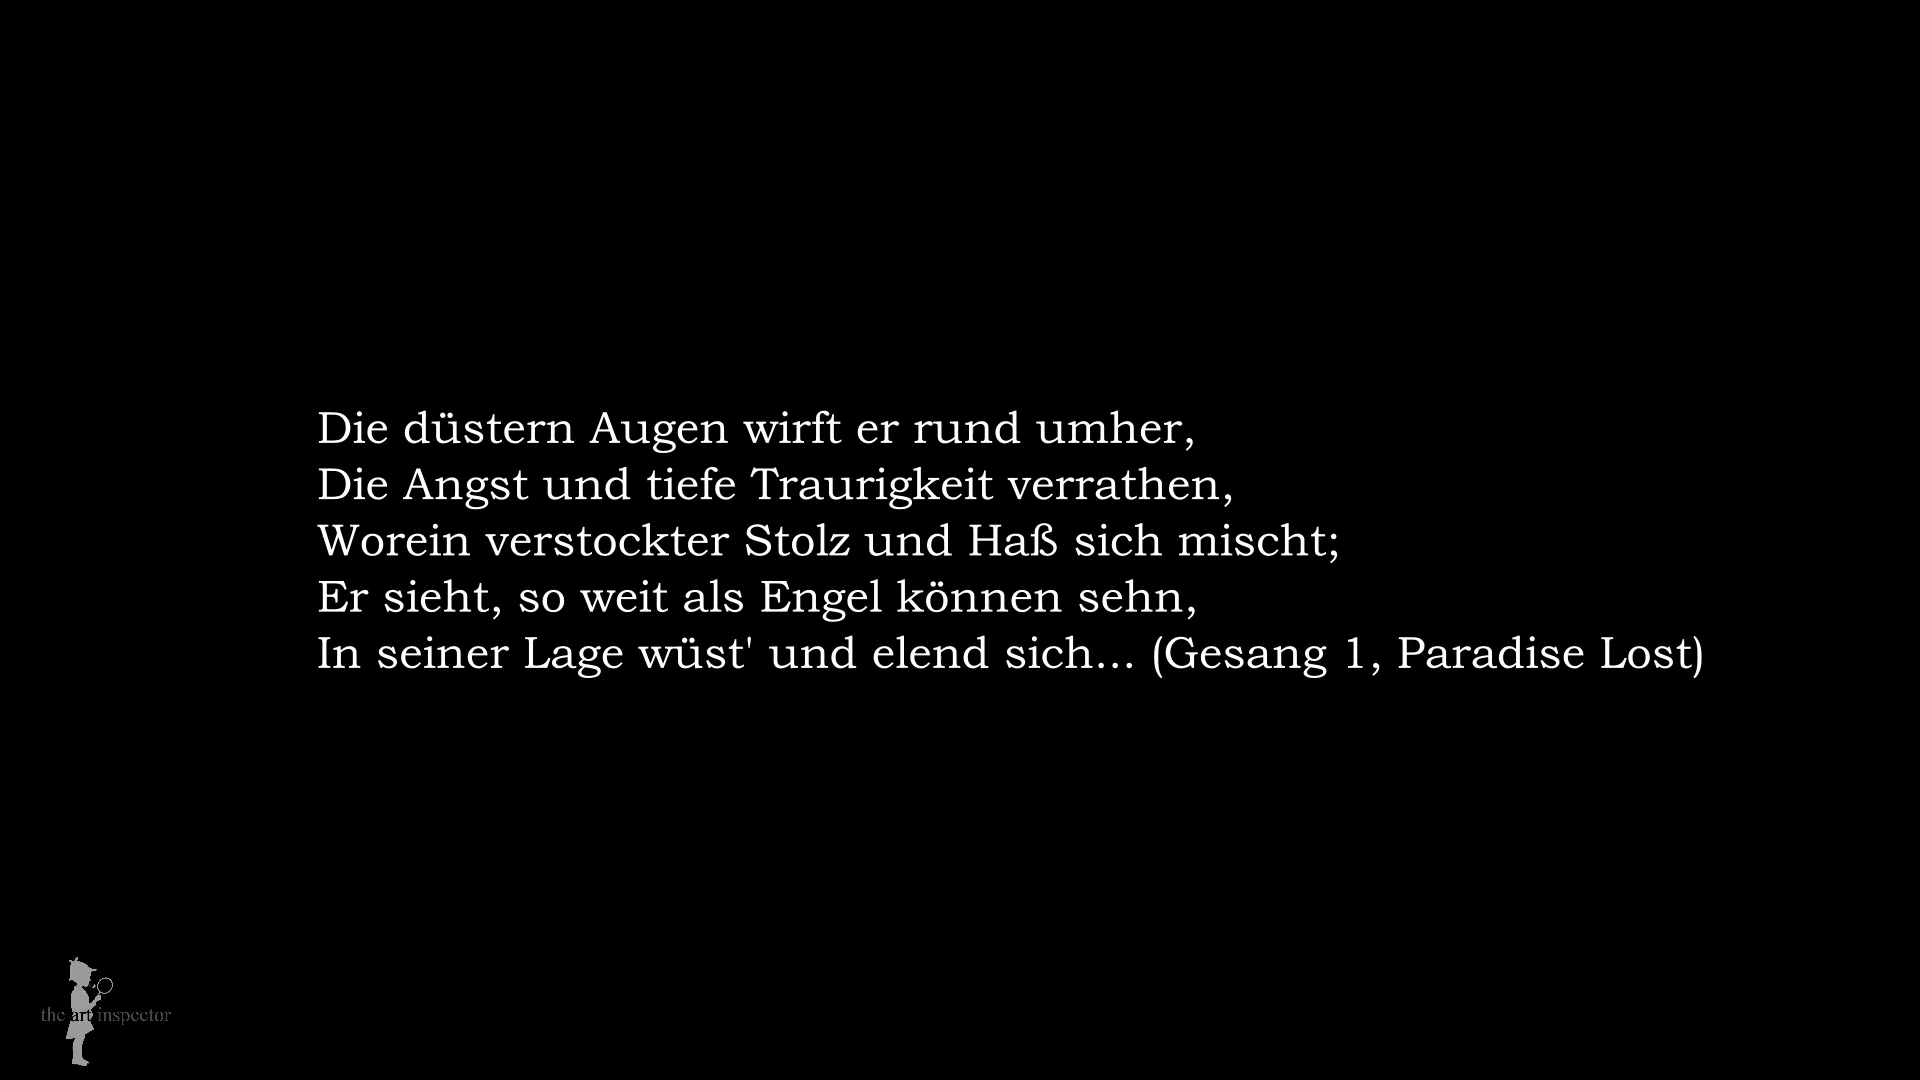 Die düstern Augen wirft er rund umher,
Die Angst und tiefe Traurigkeit verrathen,
Worein verstockter Stolz und Haß sich mischt;
Er sieht, so weit als Engel können sehn,
In seiner Lage wüst' und elend sich... (Gesang 1, Paradise Lost)
the art inspector